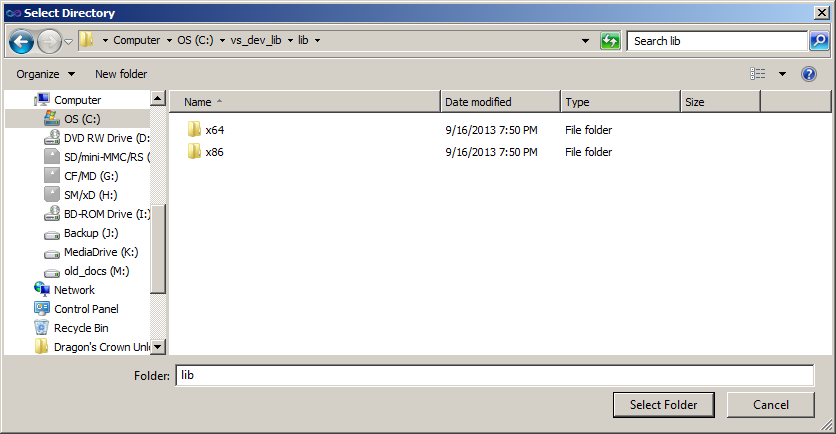 Select Directory
Computer OS (C:) vs_dev_lib lib Search lib
Organize New folder
Computer
OS (C:)
DVD RW Drive (D:
SD/mini-MMC/RS (
CF/MD (G:)
SM/xD (H:)
BD-ROM Drive (I:)
Backup (J:)
MediaDrive (K:)
old_docs (M:)
Network
Control Panel
Recycle Bin
Dragon's Crown Unl
Name Date modified Type Size
x64 9/16/2013 7:50 PM File folder
x86 9/16/2013 7:50 PM File folder
Folder: lib
Select Folder Cancel